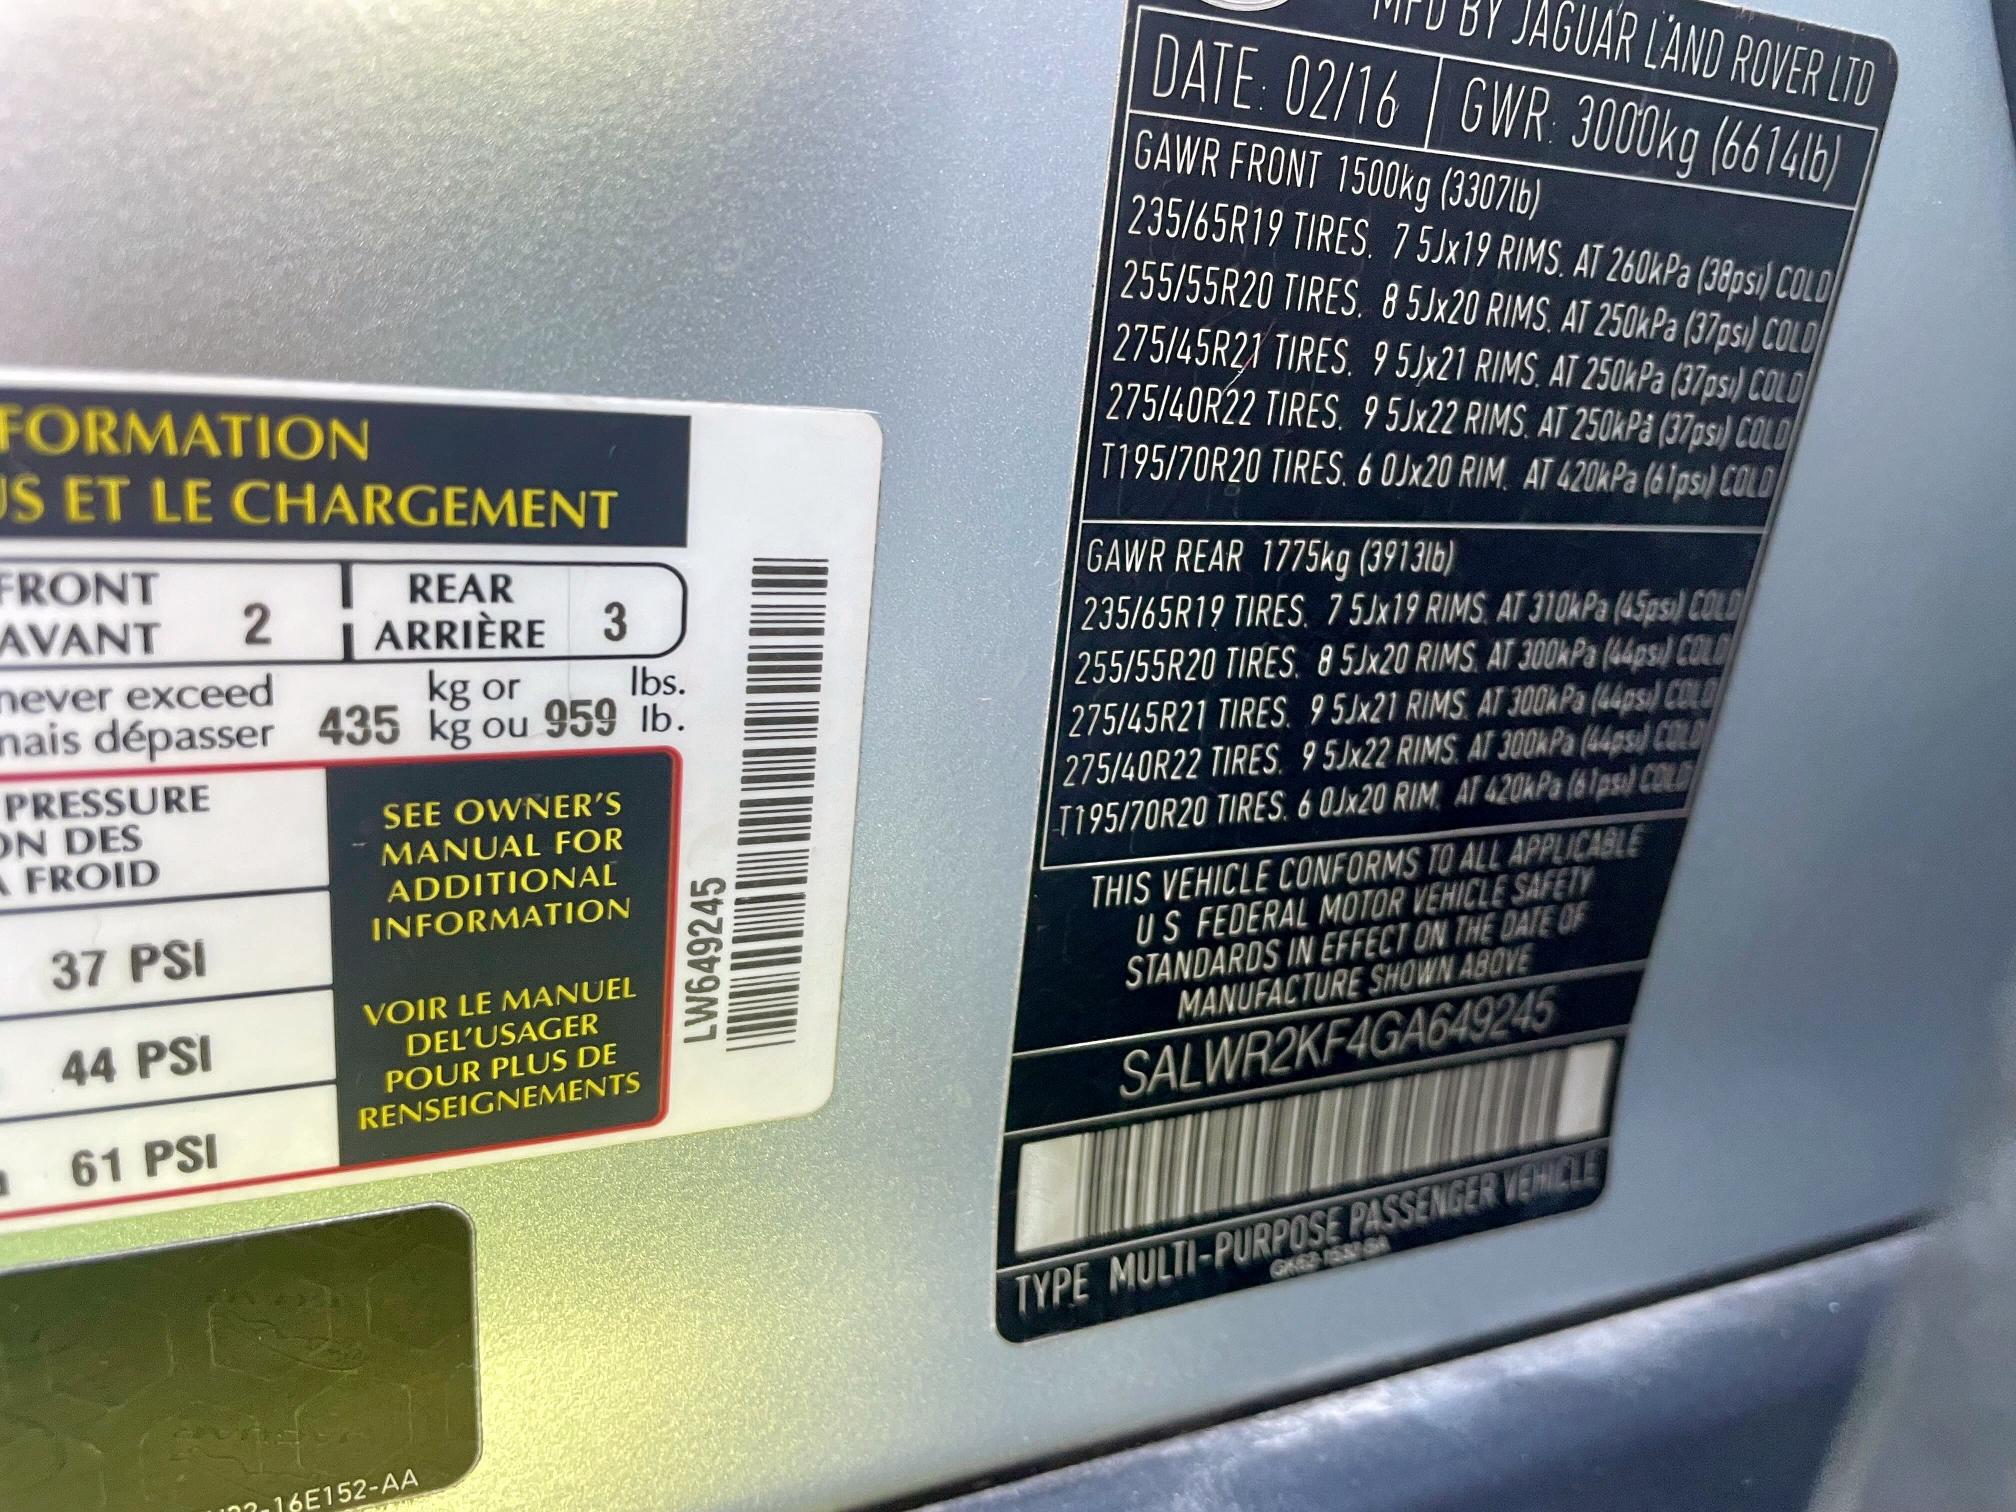 FORMATION
US ET LE CHARGEMENT
FRONT
AVANT
2
REAR
ARRIÈRE
3
never exceed
mais dépasser
435
kg or
kg ou
959
lbs.
lb.
PRESSURE
ON DES
À FROID
37 PSI
44 PSI
61 PSI
SEE OWNER'S
MANUAL FOR
ADDITIONAL
INFORMATION
VOIR LE MANUEL
DEL'USAGER
POUR PLUS DE
RENSEIGNEMENTS
LW649245
-16E152-AA
MFD BY JAGUAR LAND ROVER LTD
DATE: 02/16 GWR: 3000kg (6614lb)
GAWR FRONT 1500kg (3307lb)
235/65R19 TIRES. 7 5Jx19 RIMS. AT 260kPa (38psi) COLD
255/55R20 TIRES. 8 5Jx20 RIMS. AT 250kPa (37psi) COLD
275/45R21 TIRES. 9 5Jx21 RIMS. AT 250kPa (37psi) COLD
275/40R22 TIRES. 9 5Jx22 RIMS. AT 250kPa (37psi) COLD
T195/70R20 TIRES. 6 0Jx20 RIM. AT 420kPa (61psi) COLD
GAWR REAR 1775kg (3913lb)
235/65R19 TIRES. 7 5Jx19 RIMS. AT 310kPa (45psi) COLD
255/55R20 TIRES. 8 5Jx20 RIMS. AT 300kPa (44psi) COLD
275/45R21 TIRES. 9 5Jx21 RIMS. AT 300kPa (44psi) COLD
275/40R22 TIRES. 9 5Jx22 RIMS. AT 300kPa (44psi) COLD
T195/70R20 TIRES. 6 0Jx20 RIM. AT 420kPa (61psi) COLD
THIS VEHICLE CONFORMS TO ALL APPLICABLE
U S FEDERAL MOTOR VEHICLE SAFETY
STANDARDS IN EFFECT ON THE DATE OF
MANUFACTURE SHOWN ABOVE
SALWR2KF4GA649245
TYPE MULTI-PURPOSE PASSENGER VEHICLE